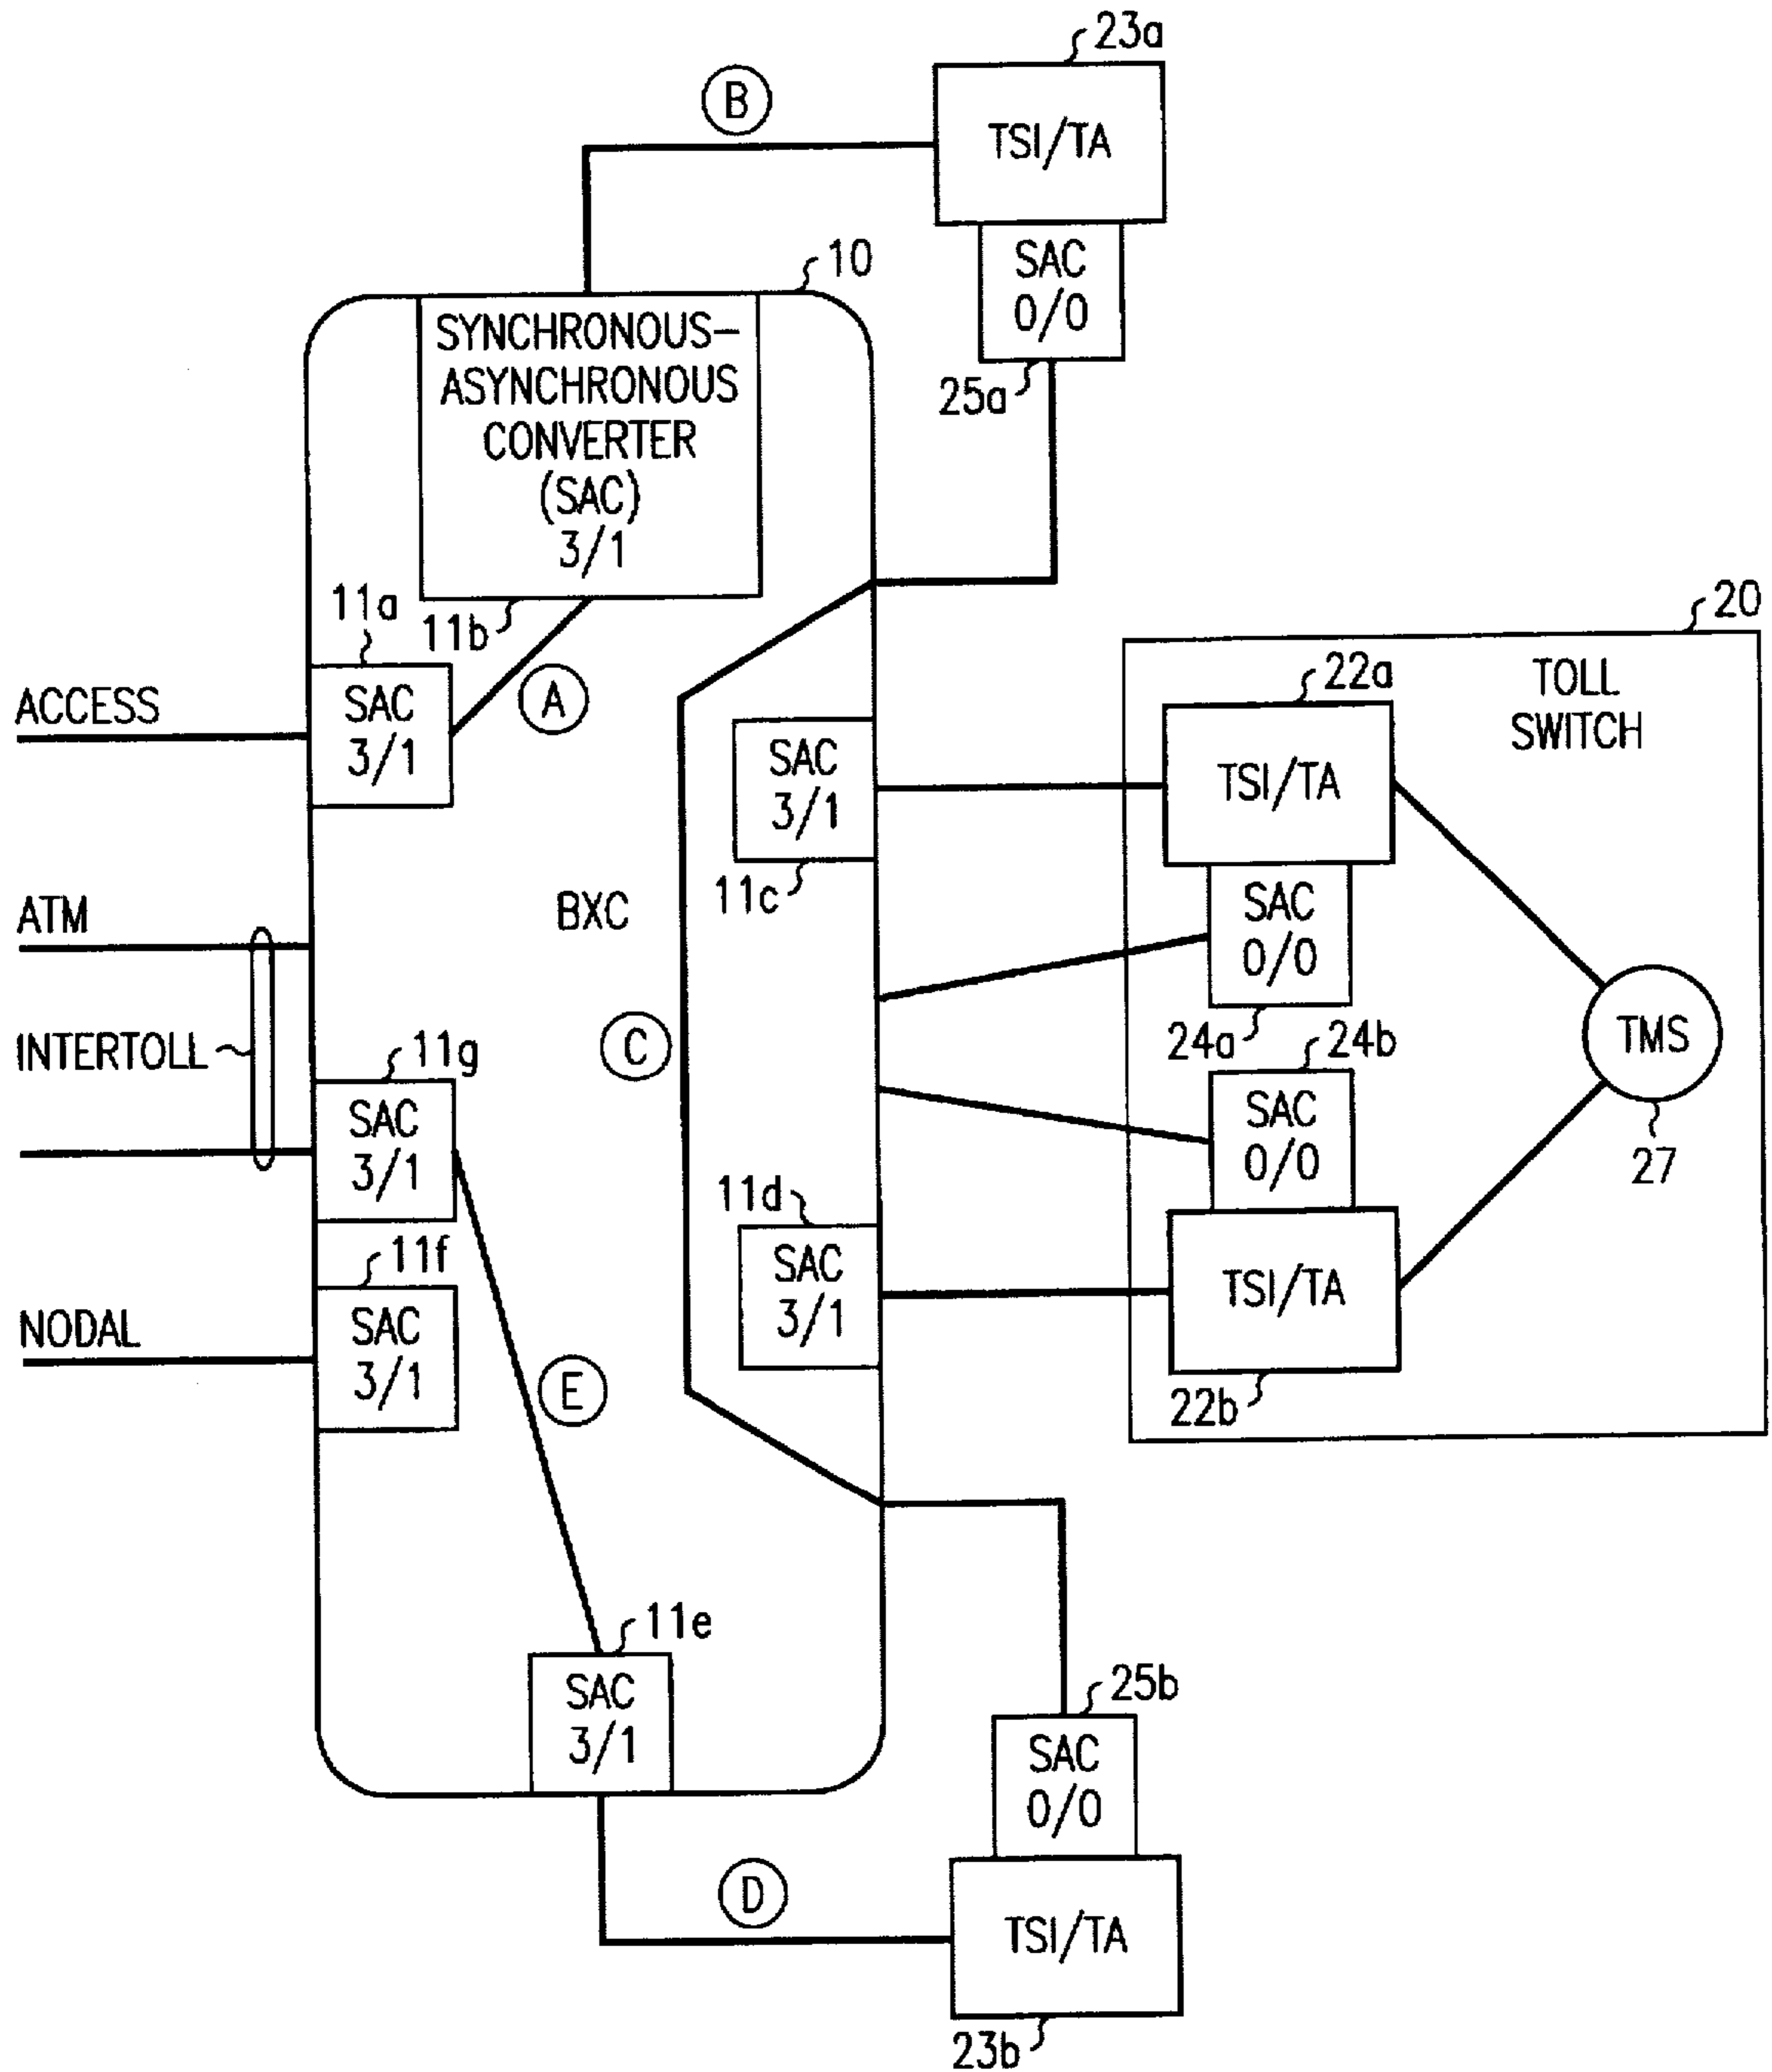 23a
B
TSI/TA
10
SAC
0/0
25a
SYNCHRONOUS-
ASYNCHRONOUS
CONVERTER
(SAC)
3/1
11b
11a
ACCESS
SAC
3/1
A
20
TOLL
SWITCH
22a
TSI/TA
SAC
3/1
11c
ATM
BXC
SAC
0/0
24a
INTERTOLL
C
24b
TMS
27
11g
SAC
3/1
SAC
0/0
11d
SAC
3/1
TSI/TA
22b
11f
NODAL
SAC
3/1
E
11e
SAC
3/1
25b
SAC
0/0
D
TSI/TA
23b